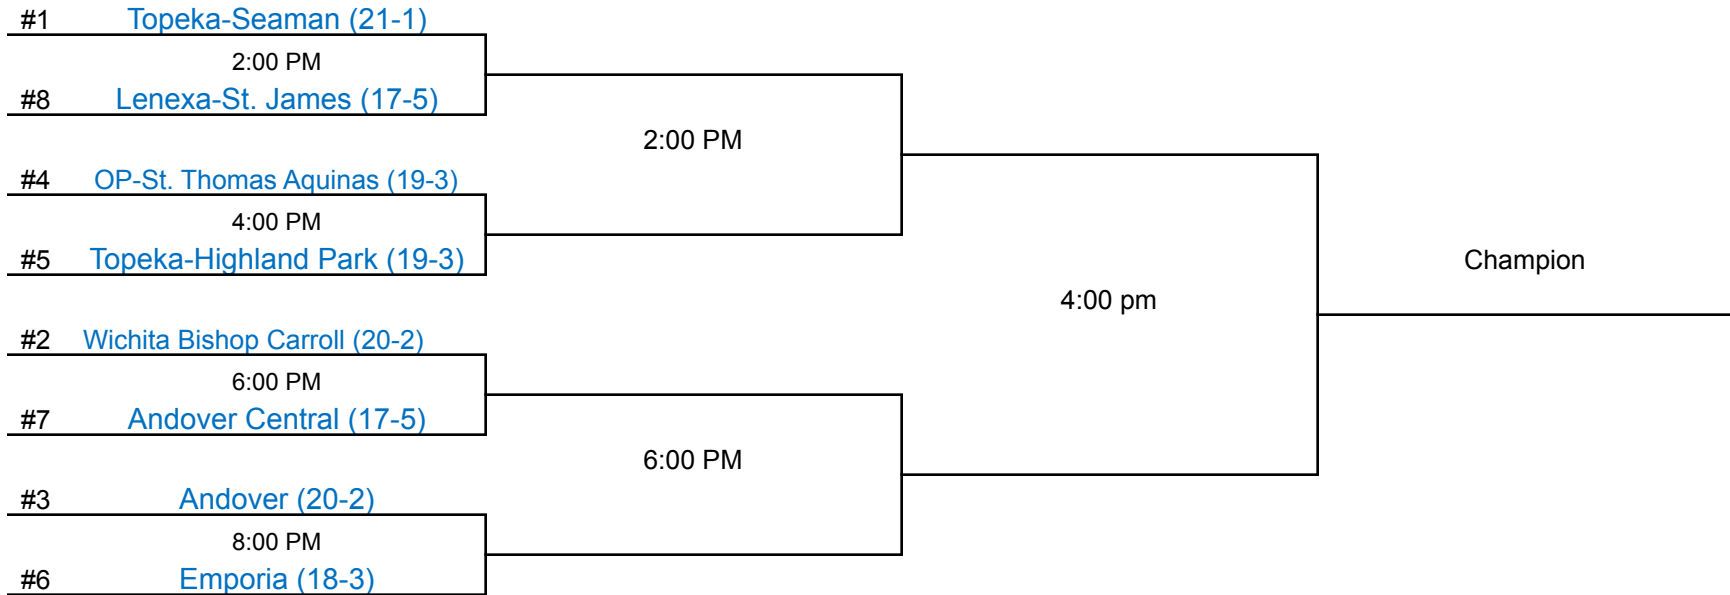 #1 Topeka-Seaman (21-1)
2:00 PM
#8 Lenexa-St. James (17-5)
2:00 PM
#4 OP-St. Thomas Aquinas (19-3)
4:00 PM
#5 Topeka-Highland Park (19-3)
Champion
4:00 pm
#2 Wichita Bishop Carroll (20-2)
6:00 PM
#7 Andover Central (17-5)
6:00 PM
#3 Andover (20-2)
8:00 PM
#6 Emporia (18-3)